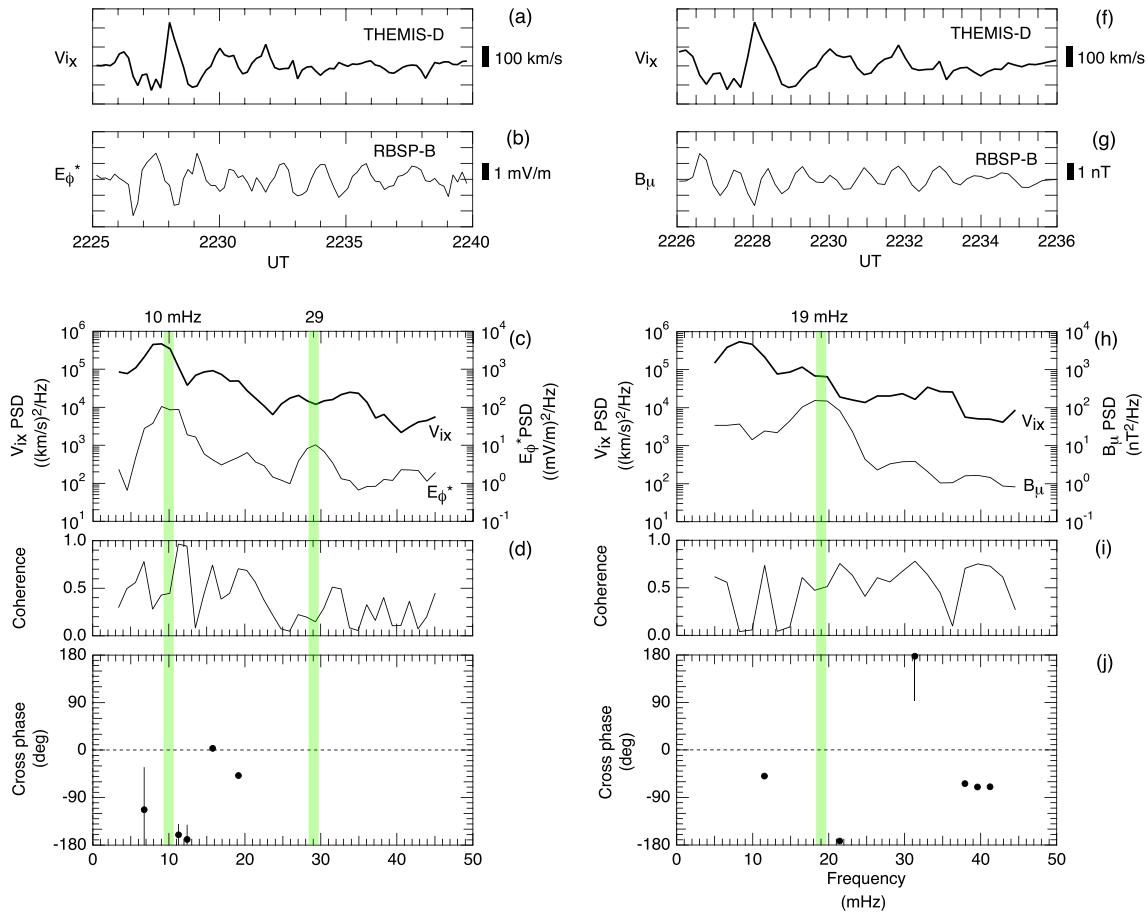 (a)
THEMIS-D
Vix
100 km/s
(b)
RBSP-B
Eϕ*
1 mV/m
2225 2230 2235 2240
UT
(f)
THEMIS-D
Vix
100 km/s
(g)
RBSP-B
Bμ
1 nT
2226 2228 2230 2232 2234 2236
UT
10 mHz 29
(c)
10^6 10^5 10^4 10^3 10^2 10^1
Vix PSD
((km/s)^2/Hz)
10^4 10^3 10^2 10^1 10^0 10^-1
Eϕ* PSD
((mV/m)^2/Hz)
Vix
Eϕ*
(d)
1.0 0.5 0.0
Coherence
180 90 0 -90 -180
Cross phase
(deg)
0 10 20 30 40 50
19 mHz
(h)
10^6 10^5 10^4 10^3 10^2 10^1
Vix PSD
((km/s)^2/Hz)
10^4 10^3 10^2 10^1 10^0 10^-1
Bμ PSD
(nT^2/Hz)
Vix
Bμ
(i)
1.0 0.5 0.0
Coherence
(j)
180 90 0 -90 -180
Cross phase
(deg)
0 10 20 30 40 50
Frequency
(mHz)